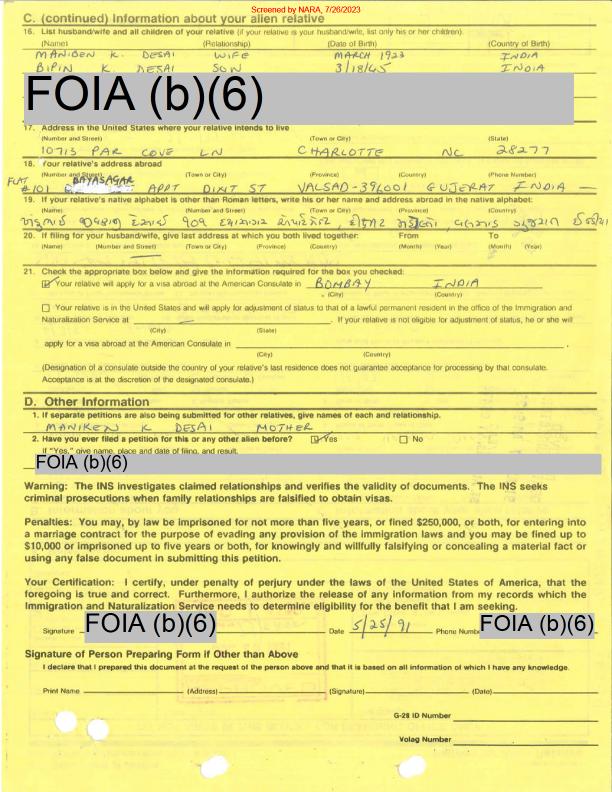 Screened by NARA, 7/26/2023
C. (continued) Information about your alien relative
16. List husband/wife and all children of your relative (if your relative is your husband/wife, list only his or her children).
(Name) (Relationship) (Date of Birth) (Country of Birth)
MANIBEN K. DESAI WIFE MARCH 1923 INDIA
BIPIN K DESAI SON 3/18/45 INDIA
FOIA (b)(6)
17. Address in the United States where your relative intends to live
(Number and Street) (Town or City) (State)
10713 PAR COVE LN CHARLOTTE NC 28277
18. Your relative's address abroad
(Number and Street) (Town or City) (Province) (Country) (Phone Number)
FLAT #101 DAYASAGAR APPT DINT ST VALSAD-396001 GUJERAT INDIA —
19. If your relative's native alphabet is other than Roman letters, write his or her name and address abroad in the native alphabet:
(Name) (Number and Street) (Town or City) (Province) (Country)
20. If filing for your husband/wife, give last address at which you both lived together: From To
(Name) (Number and Street) (Town or City) (Province) (Country) (Month) (Year) (Month) (Year)
21. Check the appropriate box below and give the information required for the box you checked:
Your relative will apply for a visa abroad at the American Consulate in BOMBAY INDIA
(City) (Country)
Your relative is in the United States and will apply for adjustment of status to that of a lawful permanent resident in the office of the Immigration and
Naturalization Service at . If your relative is not eligible for adjustment of status, he or she will
(City) (State)
apply for a visa abroad at the American Consulate in .
(City) (Country)
(Designation of a consulate outside the country of your relative's last residence does not guarantee acceptance for processing by that consulate.
Acceptance is at the discretion of the designated consulate.)
D. Other Information
1. If separate petitions are also being submitted for other relatives, give names of each and relationship.
MANIKEN K DESAI MOTHER
2. Have you ever filed a petition for this or any other alien before? Yes No
If "Yes," give name, place and date of filing, and result.
FOIA (b)(6)
Warning: The INS investigates claimed relationships and verifies the validity of documents. The INS seeks
criminal prosecutions when family relationships are falsified to obtain visas.
Penalties: You may, by law be imprisoned for not more than five years, or fined $250,000, or both, for entering into
a marriage contract for the purpose of evading any provision of the immigration laws and you may be fined up to
$10,000 or imprisoned up to five years or both, for knowingly and willfully falsifying or concealing a material fact or
using any false document in submitting this petition.
Your Certification: I certify, under penalty of perjury under the laws of the United States of America, that the
foregoing is true and correct. Furthermore, I authorize the release of any information from my records which the
Immigration and Naturalization Service needs to determine eligibility for the benefit that I am seeking.
Signature FOIA (b)(6) Date 5/25/91 Phone Number FOIA (b)(6)
Signature of Person Preparing Form if Other than Above
I declare that I prepared this document at the request of the person above and that it is based on all information of which I have any knowledge.
Print Name (Address) (Signature) (Date)
G-28 ID Number
Volag Number